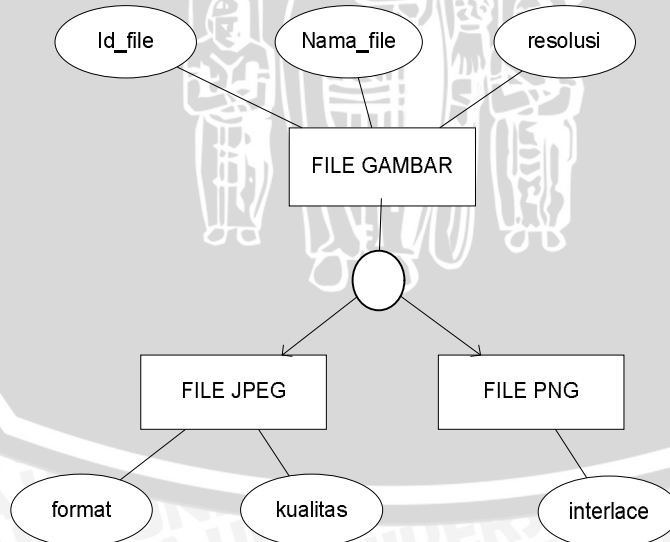 Id_file
Nama_file
resolusi
FILE GAMBAR
FILE JPEG
FILE PNG
format
kualitas
interlace